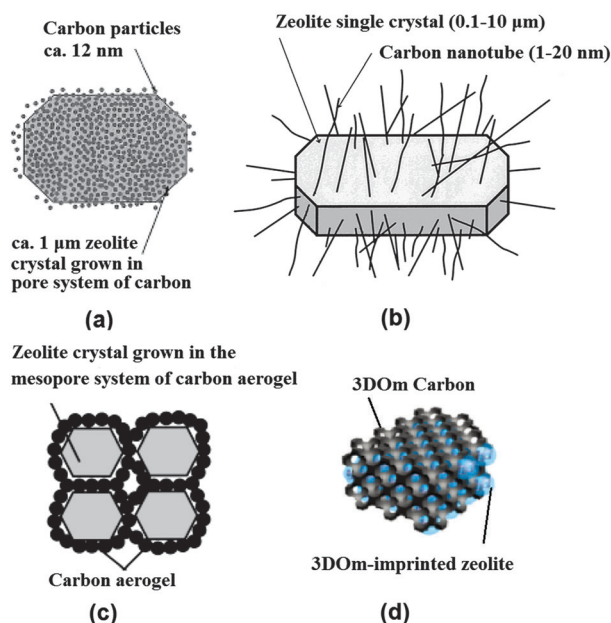 Carbon particles
ca. 12 nm
ca. 1 µm zeolite
crystal grown in
pore system of carbon
(a)
Zeolite single crystal (0.1-10 µm)
Carbon nanotube (1-20 nm)
(b)
Zeolite crystal grown in the
mesopore system of carbon aerogel
Carbon aerogel
(c)
3DOm Carbon
3DOm-imprinted zeolite
(d)